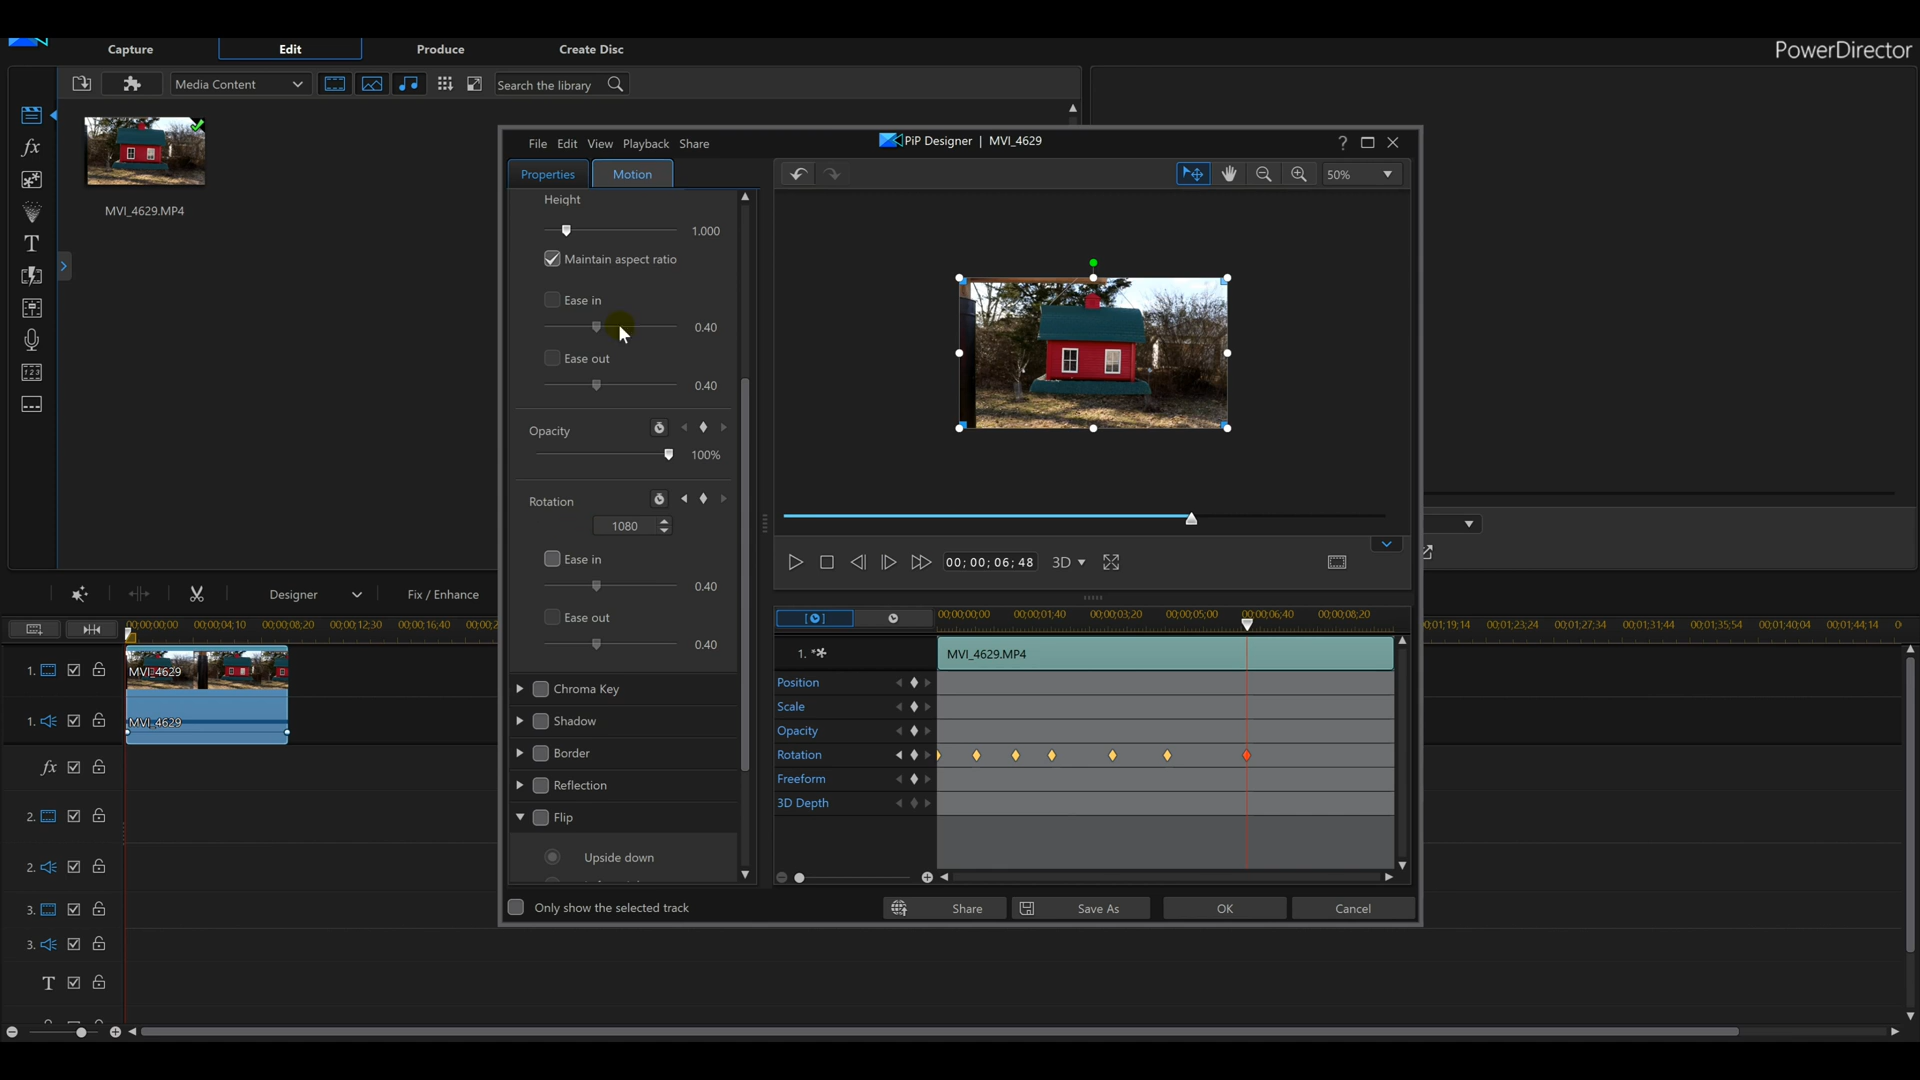 Capture
Edit
Produce
Create Disc
PowerDirector
Media Content
Search the library
MVI_4629.MP4
PiP Designer | MVI_4629
File Edit View Playback Share
?
Properties
Motion
50%
Height
1.000
Maintain aspect ratio
Ease in
0.40
Ease out
0.40
Opacity
100%
Rotation
1080
Ease in
0.40
Ease out
0.40
Chroma Key
Shadow
Border
Reflection
Flip
Upside down
Only show the selected track
00; 00; 06; 48
3D
00;00;00;00 00;00;01;40 00;00;03;20 00;00;05;00 00;00;06;40 00;00;08;20
1.
MVI_4629.MP4
Position
Scale
Opacity
Rotation
Freeform
3D Depth
Share
Save As
OK
Cancel
Designer
Fix / Enhance
00;00;00;00 00;00;04;10 00;00;08;20 00;00;12;30 00;00;16;40
00;01;19;14 00;01;23;24 00;01;27;34 00;01;31;44 00;01;35;54 00;01;40;04 00;01;44;14
1.
MVI_4629
1.
MVI_4629
fx
2.
2.
3.
3.
T